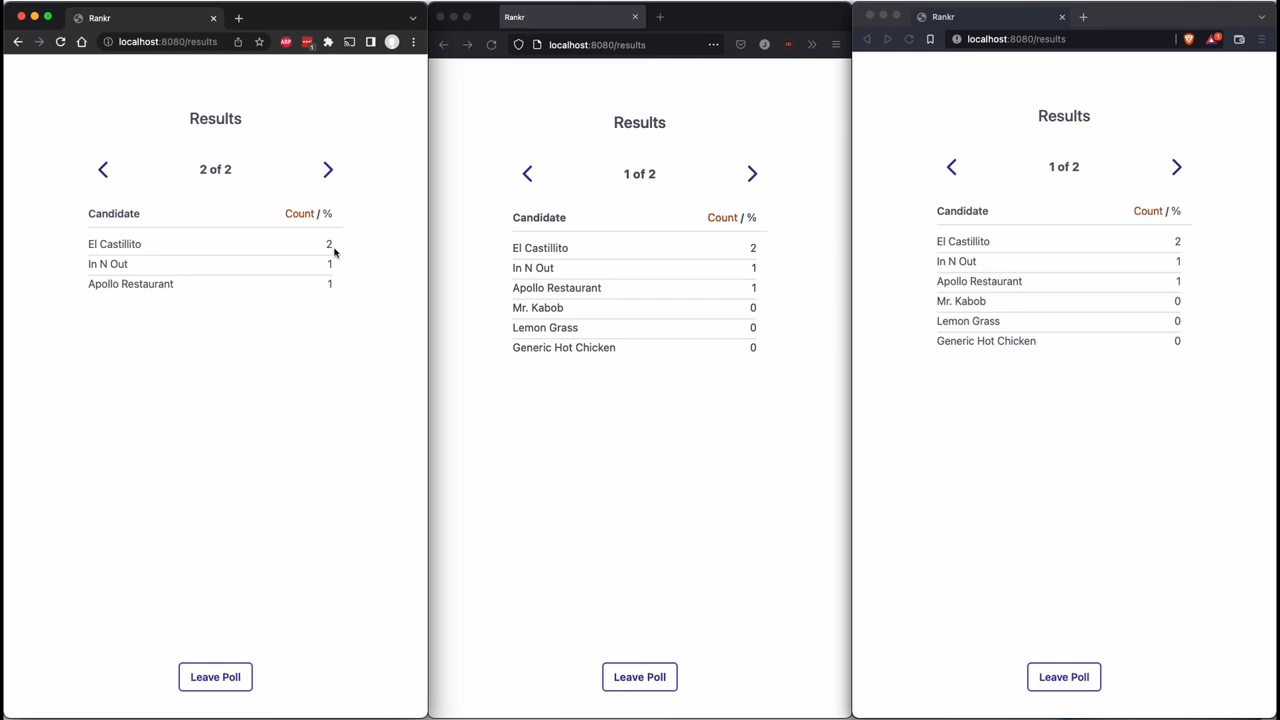 Rankr
localhost:8080/results
ABP
1
Results
2 of 2
Candidate Count / %
El Castillito 2
In N Out 1
Apollo Restaurant 1
Leave Poll
Rankr
localhost:8080/results
Results
1 of 2
Candidate Count / %
El Castillito 2
In N Out 1
Apollo Restaurant 1
Mr. Kabob 0
Lemon Grass 0
Generic Hot Chicken 0
Leave Poll
Rankr
localhost:8080/results
1
Results
1 of 2
Candidate Count / %
El Castillito 2
In N Out 1
Apollo Restaurant 1
Mr. Kabob 0
Lemon Grass 0
Generic Hot Chicken 0
Leave Poll